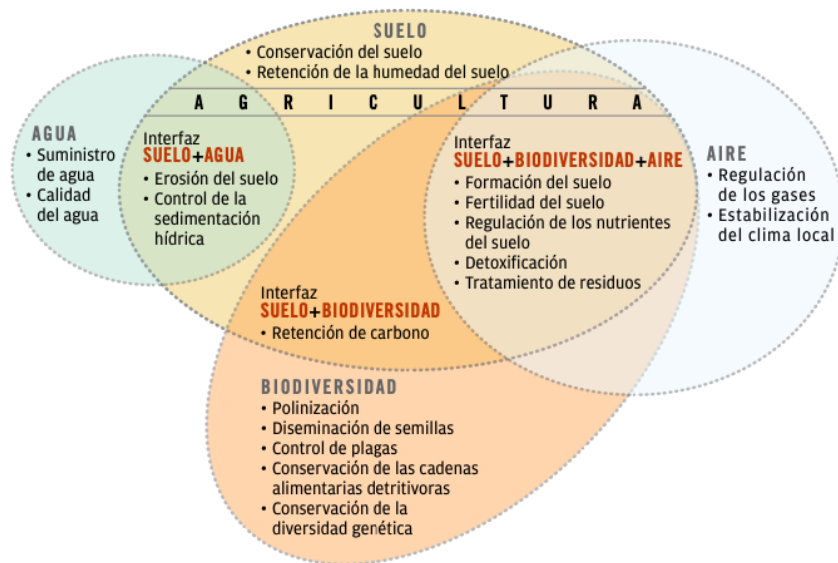 SUELO
• Conservación del suelo
• Retención de la humedad del suelo
AGRICULTURA
AGUA
• Suministro
de agua
• Calidad
del agua
Interfaz
SUELO+AGUA
• Erosión del suelo
• Control de la
sedimentación
hídrica
Interfaz
SUELO+BIODIVERSIDAD+AIRE
• Formación del suelo
• Fertilidad del suelo
• Regulación de los nutrientes
del suelo
• Detoxificación
• Tratamiento de residuos
AIRE
• Regulación
de los gases
• Estabilización
del clima local
Interfaz
SUELO+BIODIVERSIDAD
• Retención de carbono
BIODIVERSIDAD
• Polinización
• Diseminación de semillas
• Control de plagas
• Conservación de las cadenas
alimentarias detritivoras
• Conservación de la
diversidad genética